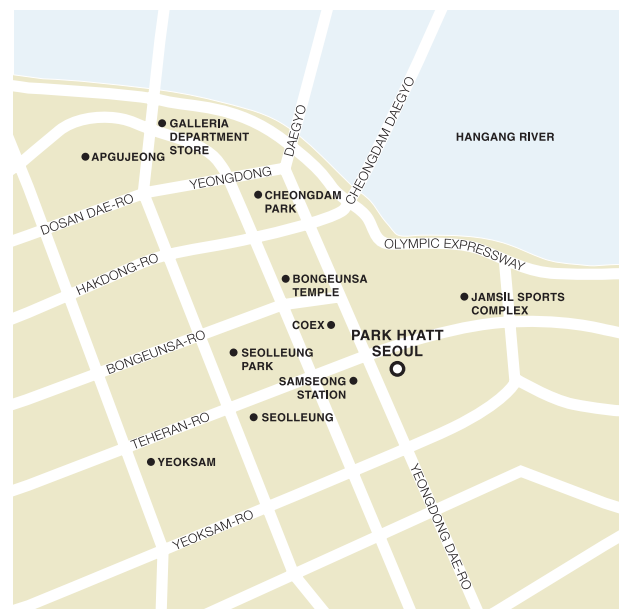 GALLERIA
DEPARTMENT
STORE
APGUJEONG
DAEGYO
CHEONGDAM DAEGYO
HANGANG RIVER
YEONGDONG
CHEONGDAM
PARK
DOSAN DAE-RO
OLYMPIC EXPRESSWAY
HAKDONG-RO
BONGEUNSA
TEMPLE
JAMSIL SPORTS
COMPLEX
COEX
PARK HYATT
SEOUL
BONGEUNSA-RO
SEOLLEUNG
PARK
SAMSEONG
STATION
TEHERAN-RO
SEOLLEUNG
YEOKSAM
YEONGDONG DAE-RO
YEOKSAM-RO